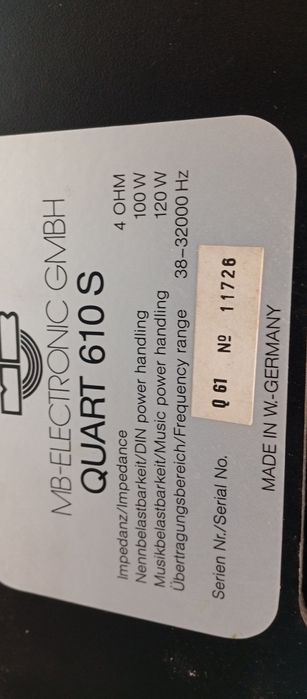 MB
MB-ELECTRONIC GMBH
QUART 610 S
Impedanz/Impedance 4 OHM
Nennbelastbarkeit/DIN power handling 100 W
Musikbelastbarkeit/Music power handling 120 W
Übertragungsbereich/Frequency range 38–32000 Hz
Serien Nr./Serial No. Q 61 Nº 11726
MADE IN W.-GERMANY